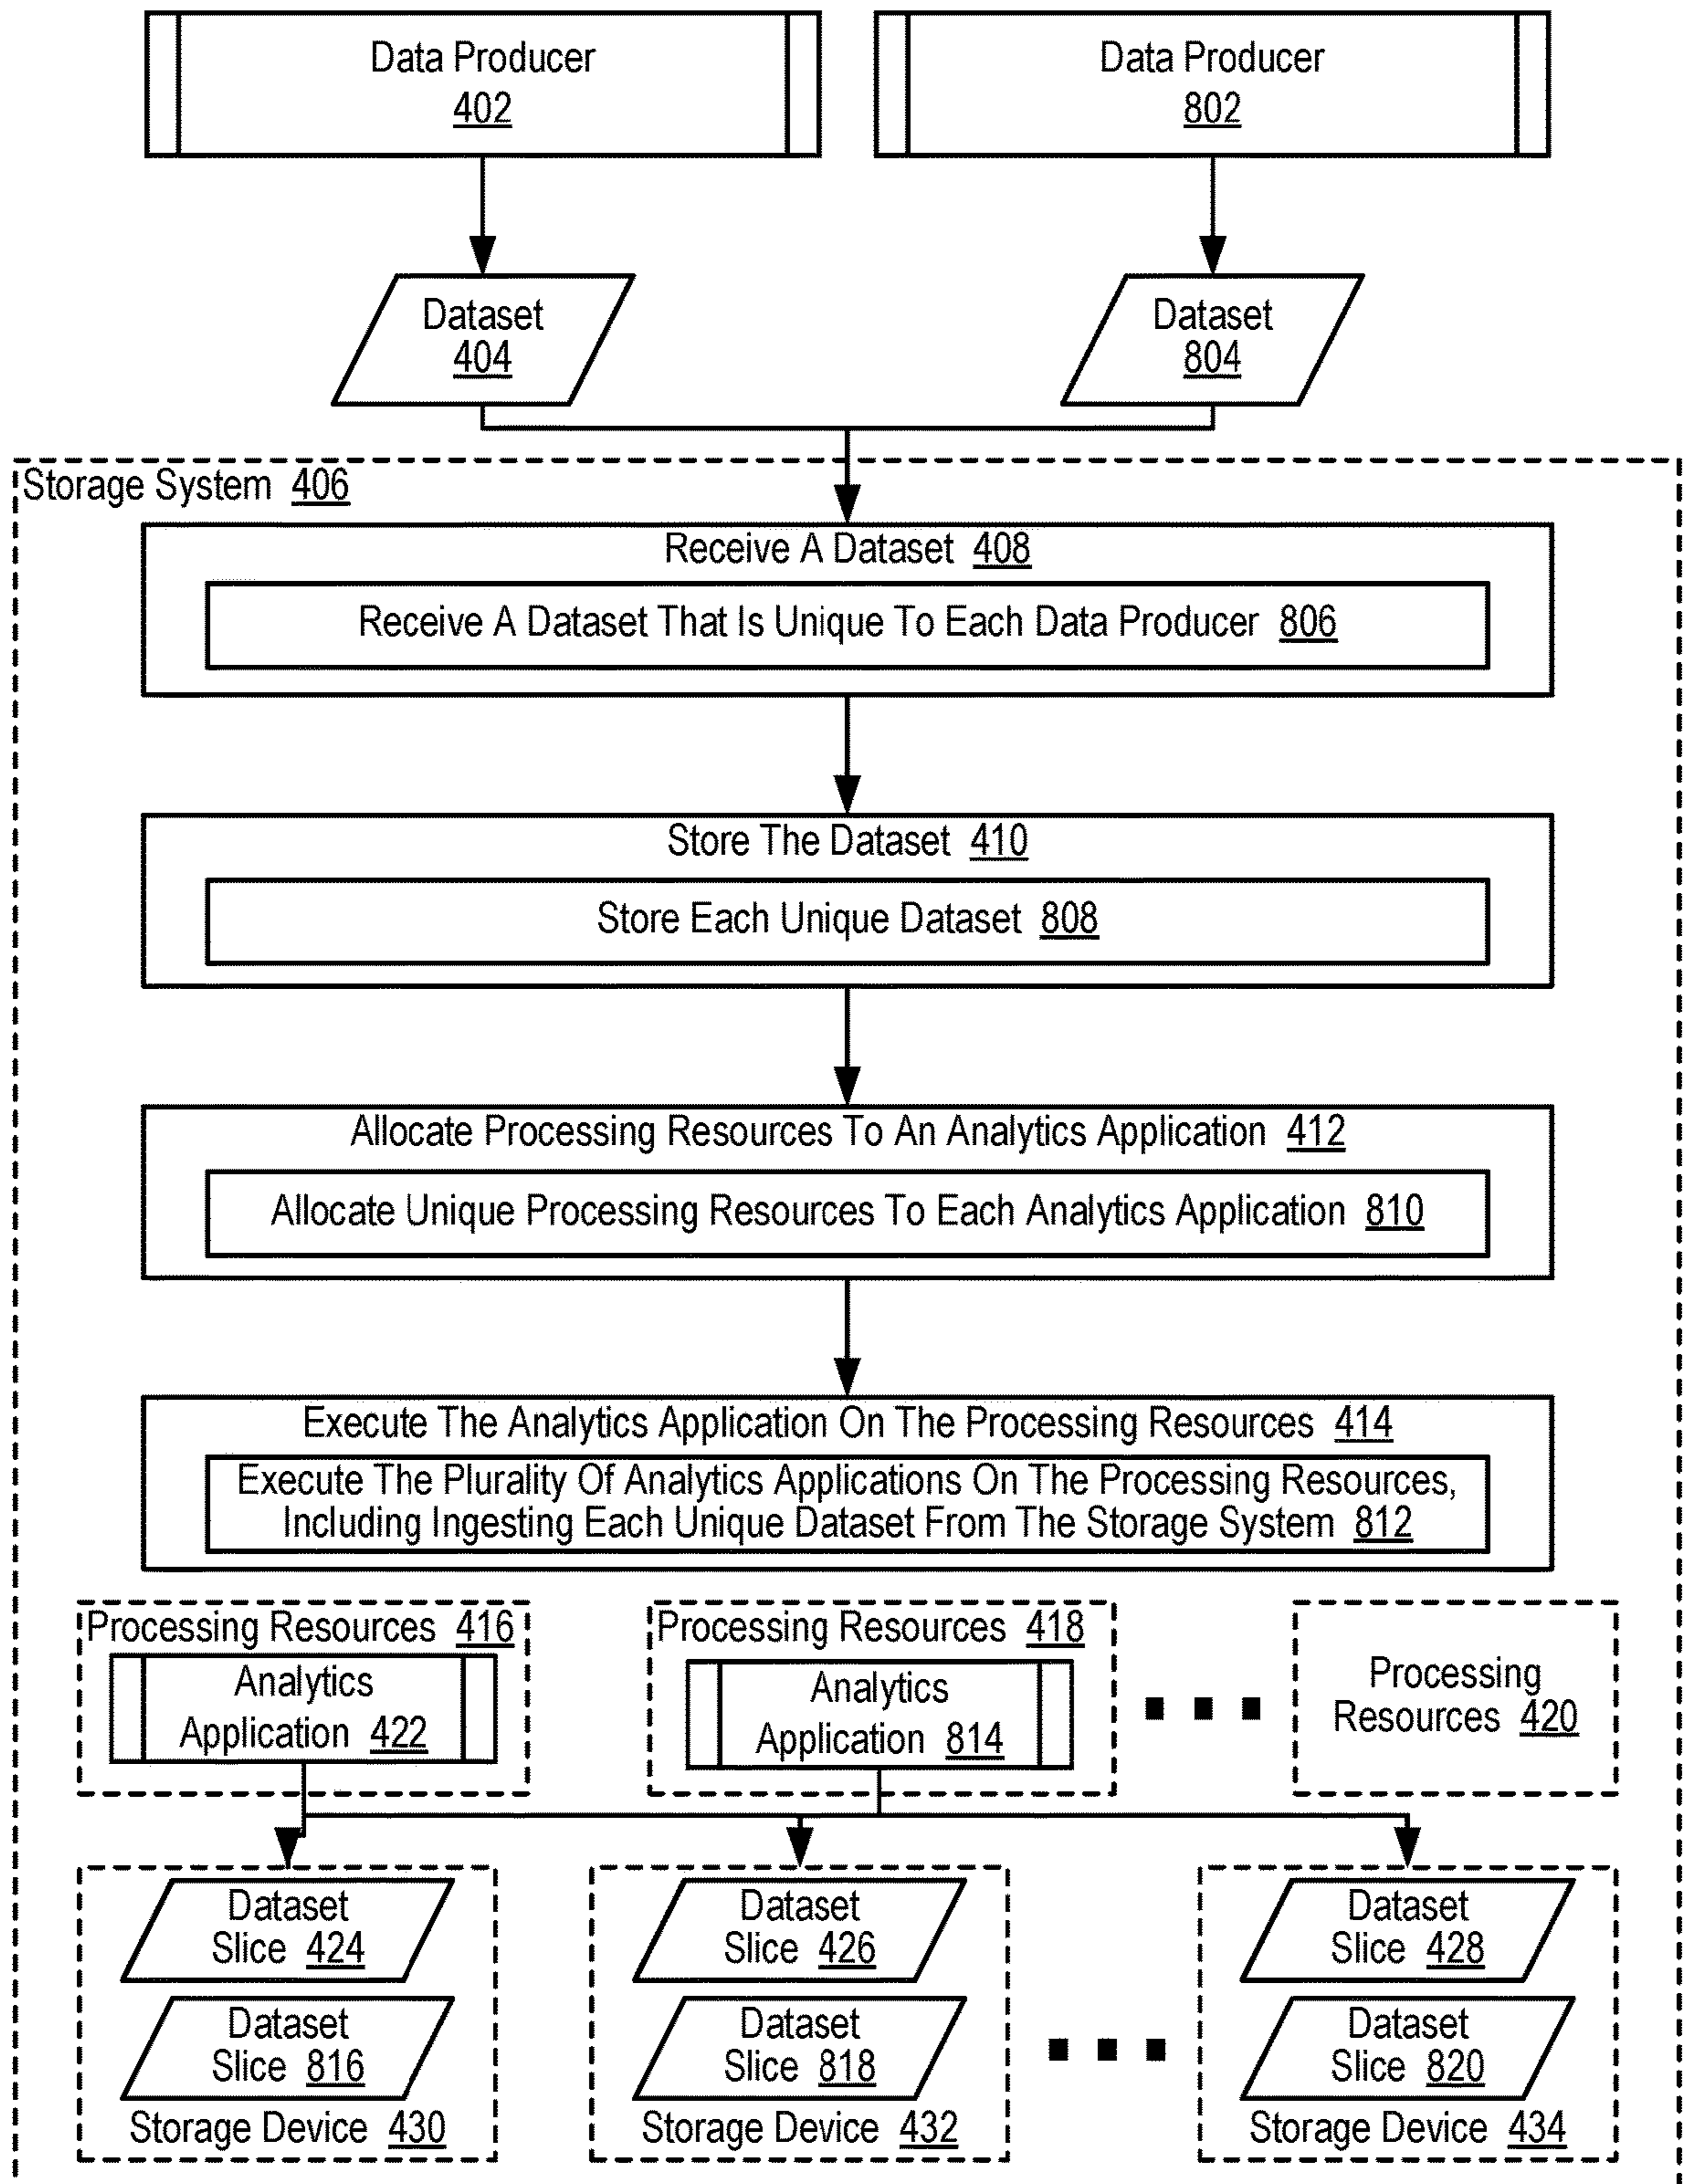 Data Producer
402
Data Producer
802
Dataset
404
Dataset
804
Storage System 406
Receive A Dataset 408
Receive A Dataset That Is Unique To Each Data Producer 806
Store The Dataset 410
Store Each Unique Dataset 808
Allocate Processing Resources To An Analytics Application 412
Allocate Unique Processing Resources To Each Analytics Application 810
Execute The Analytics Application On The Processing Resources 414
Execute The Plurality Of Analytics Applications On The Processing Resources,
Including Ingesting Each Unique Dataset From The Storage System 812
Processing Resources 416
Analytics
Application 422
Processing Resources 418
Analytics
Application 814
Processing
Resources 420
Dataset
Slice 424
Dataset
Slice 816
Storage Device 430
Dataset
Slice 426
Dataset
Slice 818
Storage Device 432
Dataset
Slice 428
Dataset
Slice 820
Storage Device 434